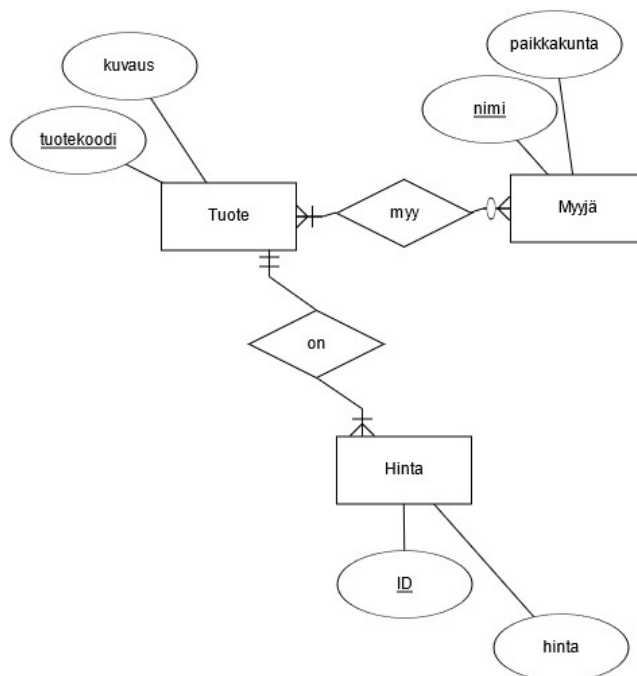 paikkakunta
kuvaus
nimi
tuotekoodi
Tuote
myy
Myyjä
on
Hinta
ID
hinta